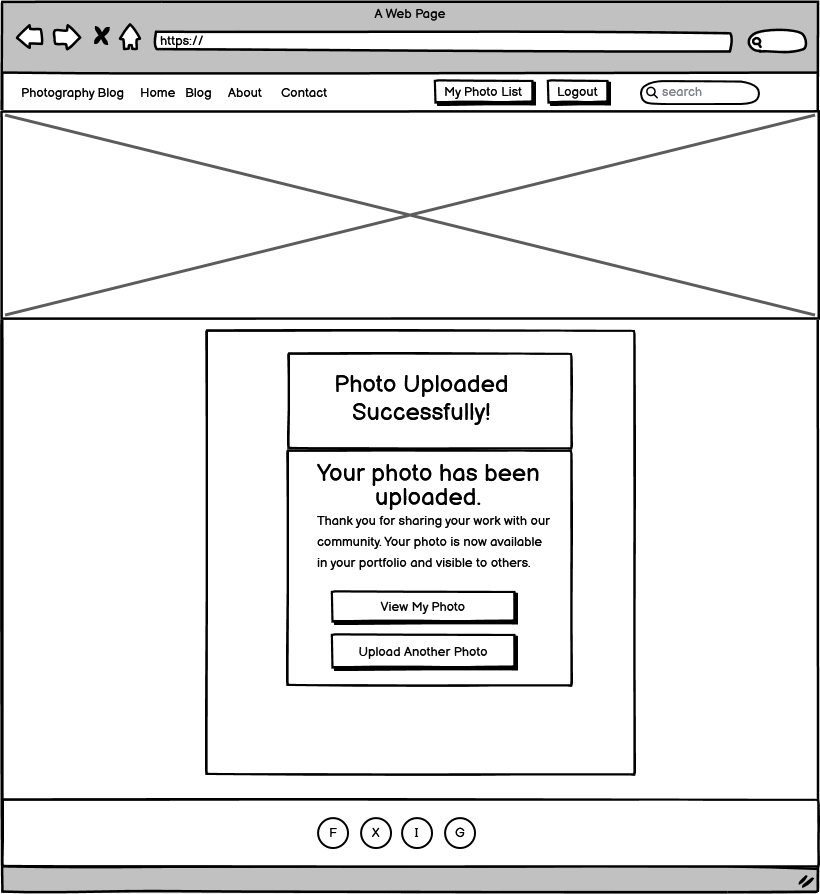 A Web Page
https://
Photography Blog Home Blog About Contact My Photo List Logout search
Photo Uploaded
Successfully!
Your photo has been
uploaded.
Thank you for sharing your work with our
community. Your photo is now available
in your portfolio and visible to others.
View My Photo
Upload Another Photo
F X I G